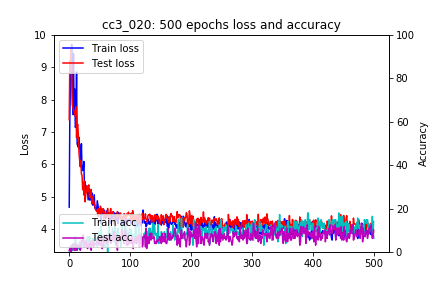 cc3_020: 500 epochs loss and accuracy
Train loss
Test loss
Train acc
Test acc
Loss
Accuracy
10
9
8
7
6
5
4
100
80
60
40
20
0
0
100
200
300
400
500